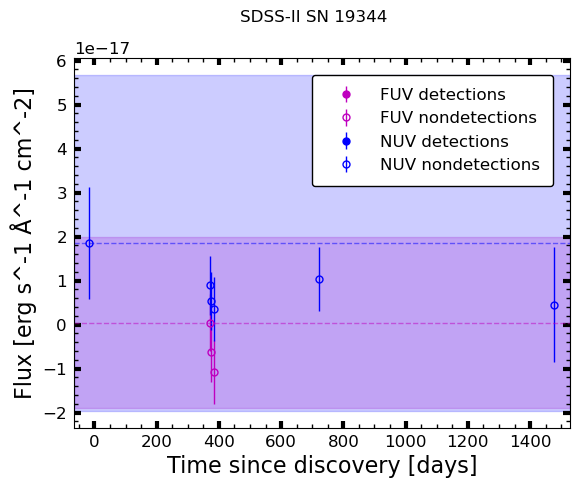 SDSS-II SN 19344
1e−17
6
5
4
3
2
1
0
−1
−2
FUV detections
FUV nondetections
NUV detections
NUV nondetections
Flux [erg s^-1 Å^-1 cm^-2]
0 200 400 600 800 1000 1200 1400
Time since discovery [days]